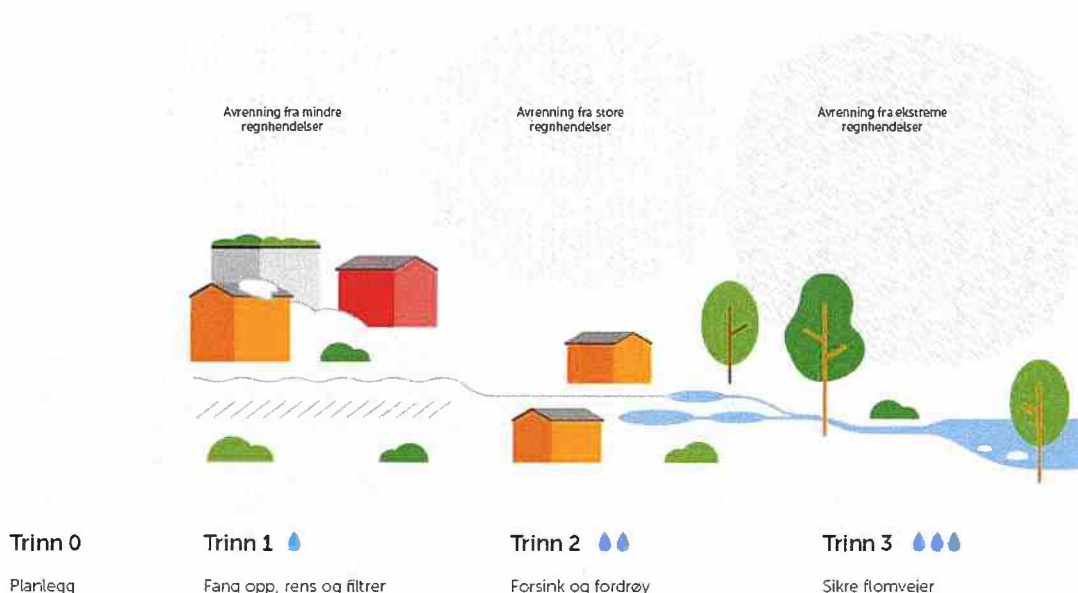 Avrenning fra mindre
regnhendelser
Avrenning fra store
regnhendelser
Avrenning fra ekstreme
regnhendelser
Trinn 0
Planlegg
Trinn 1
Fang opp, rens og filtrer
Trinn 2
Forsink og fordrøy
Trinn 3
Sikre flomveier